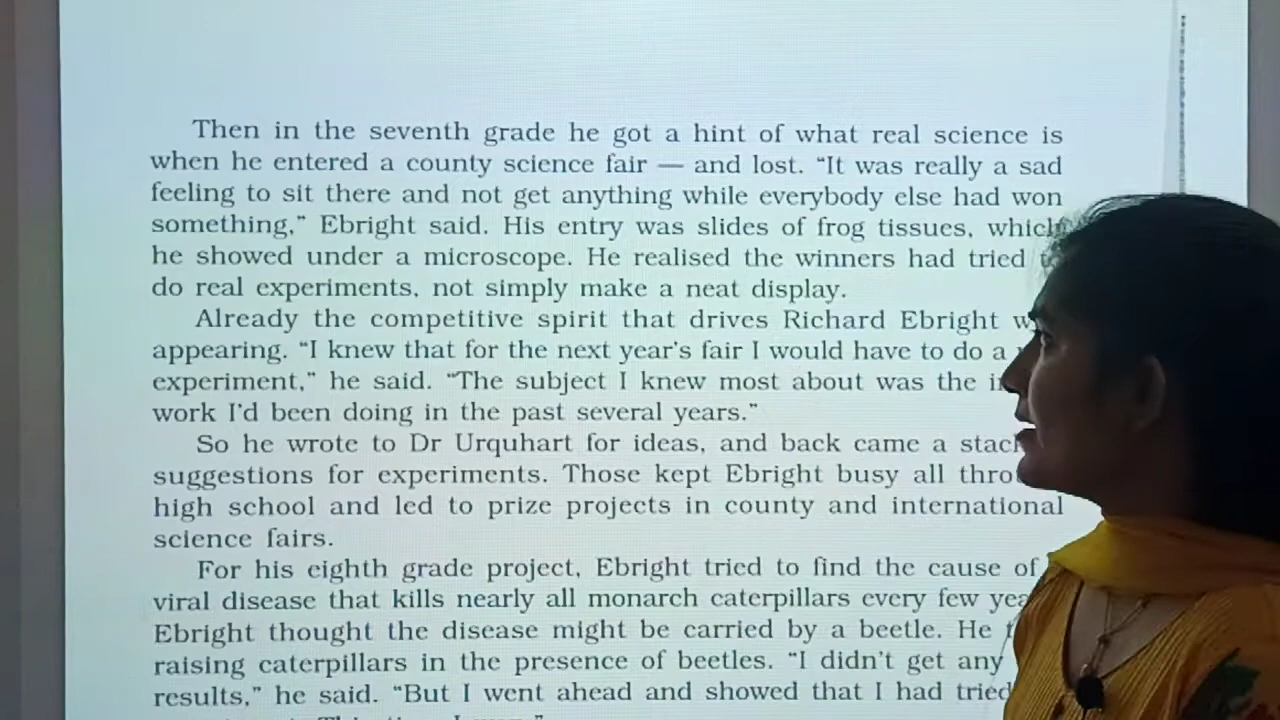 Then in the seventh grade he got a hint of what real science is
when he entered a county science fair — and lost. “It was really a sad
feeling to sit there and not get anything while everybody else had won
something,” Ebright said. His entry was slides of frog tissues, which
he showed under a microscope. He realised the winners had tried
do real experiments, not simply make a neat display.
Already the competitive spirit that drives Richard Ebright
appearing. “I knew that for the next year’s fair I would have to do a
experiment,” he said. “The subject I knew most about was the
work I’d been doing in the past several years.”
So he wrote to Dr Urquhart for ideas, and back came a
suggestions for experiments. Those kept Ebright busy all
high school and led to prize projects in county and international
science fairs.
For his eighth grade project, Ebright tried to find the cause of
viral disease that kills nearly all monarch caterpillars every few
Ebright thought the disease might be carried by a beetle. He
raising caterpillars in the presence of beetles. “I didn’t get any
results,” he said. “But I went ahead and showed that I had tried